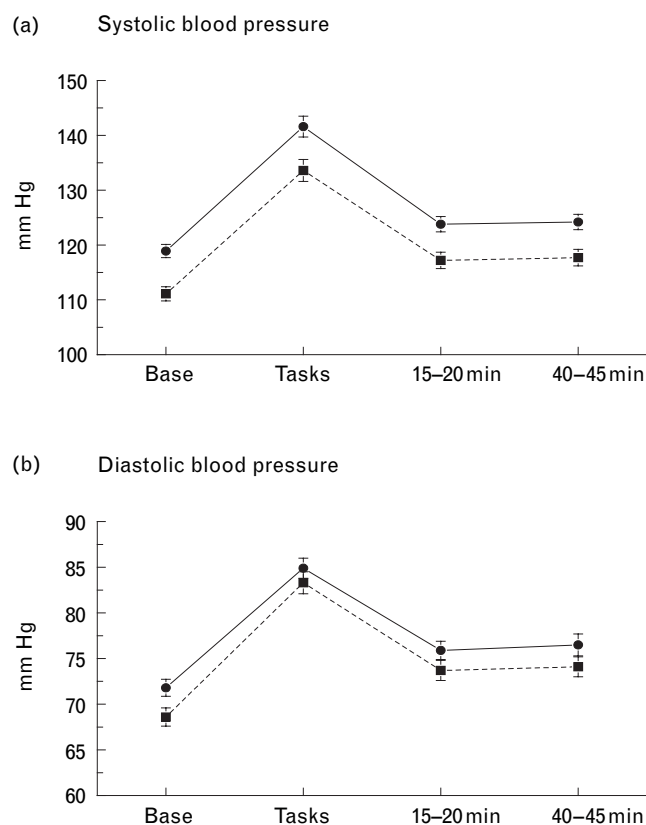 (a) Systolic blood pressure
150
140
130
120
110
100
mm Hg
Base Tasks 15–20 min 40–45 min
(b) Diastolic blood pressure
90
85
80
75
70
65
60
mm Hg
Base Tasks 15–20 min 40–45 min